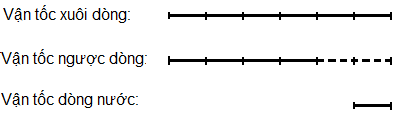 Vận tốc xuôi dòng:
Vận tốc ngược dòng:
Vận tốc dòng nước: